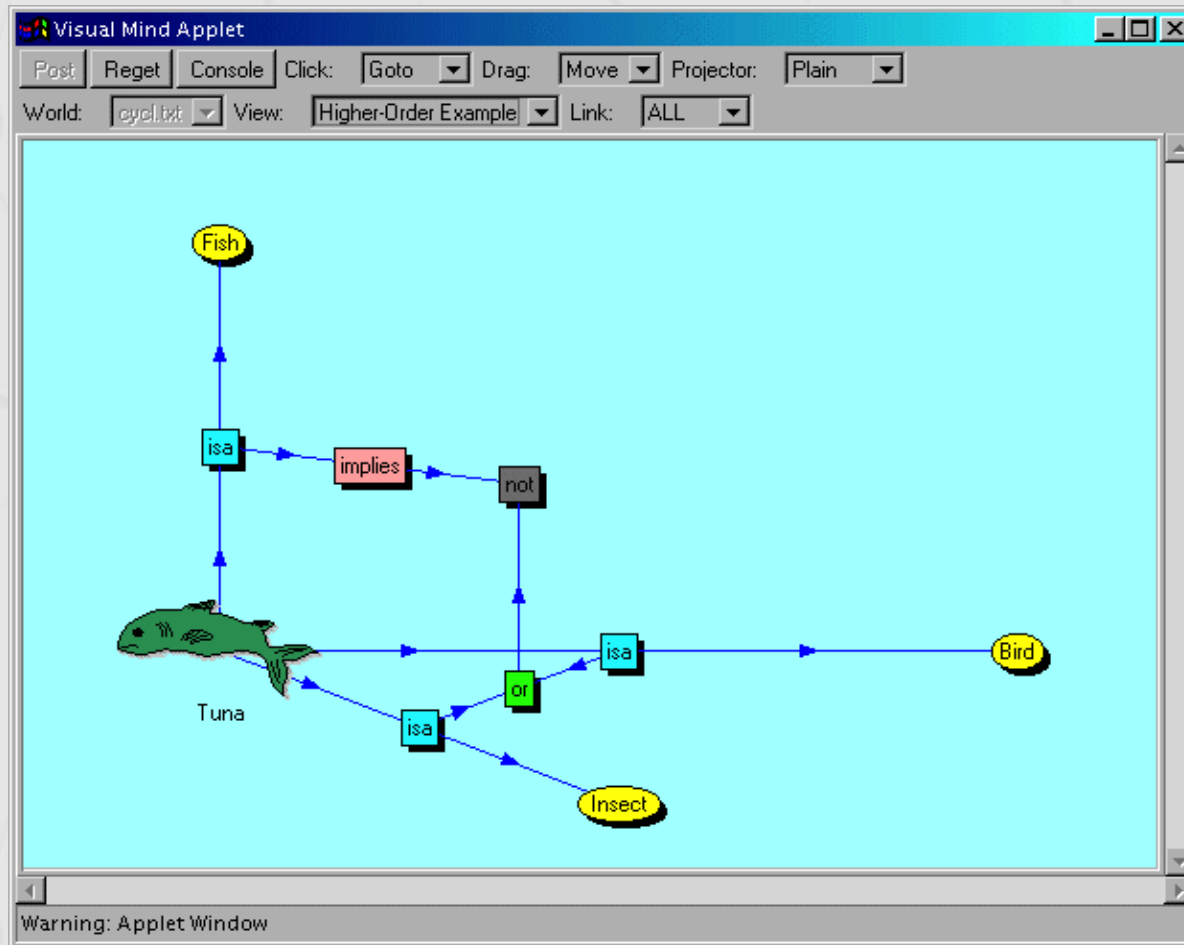 Visual Mind Applet
Post Reget Console Click: Goto Drag: Move Projector: Plain
World: cycl.txt View: Higher-Order Example Link: ALL
Fish
isa
implies
not
isa
Bird
or
Tuna
isa
Insect
Warning: Applet Window